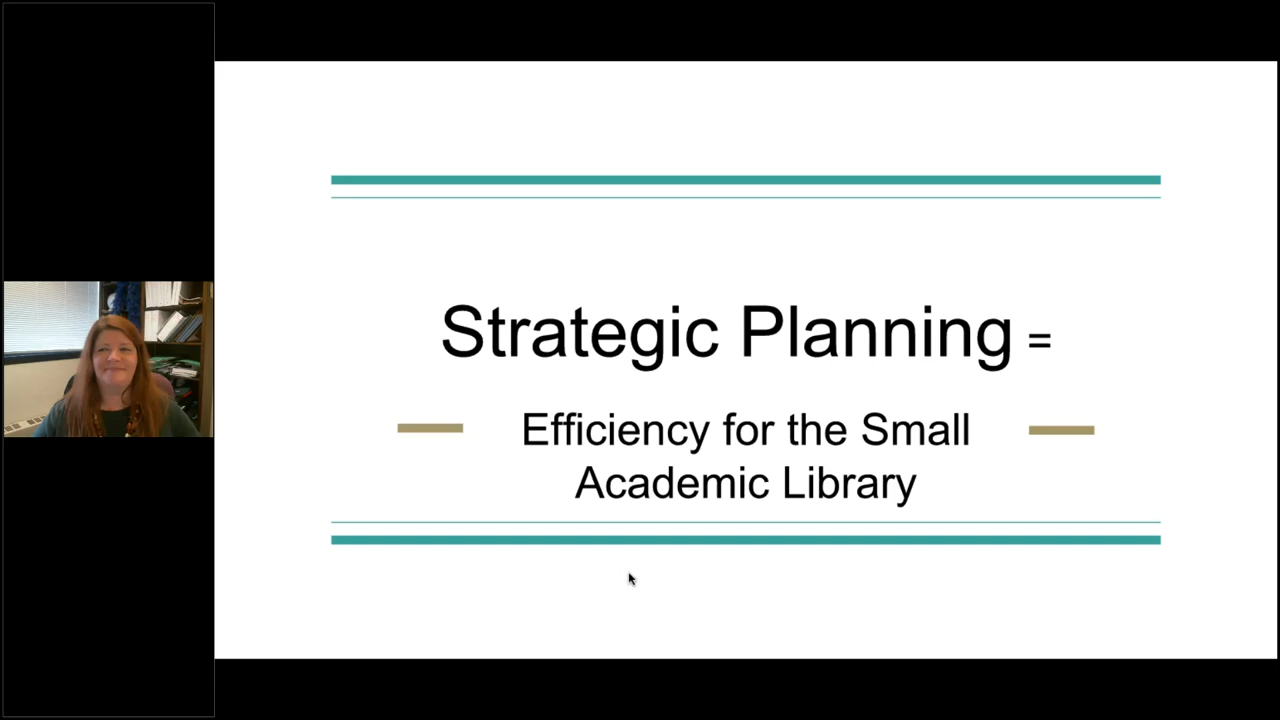 Strategic Planning =
Efficiency for the Small
Academic Library